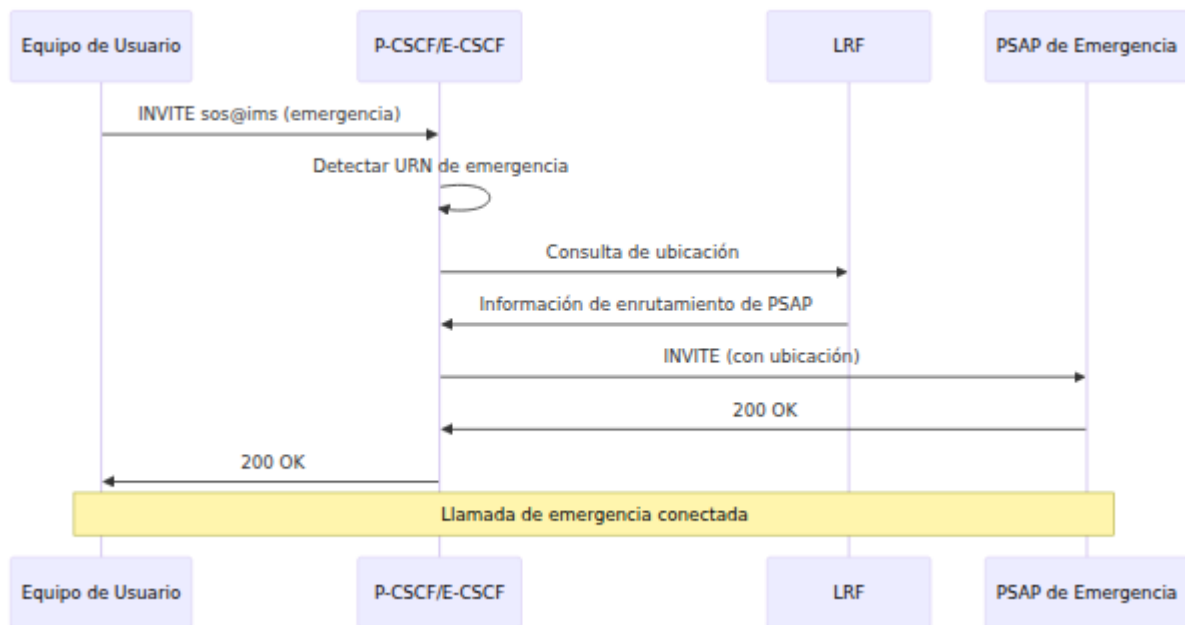 Equipo de Usuario
P-CSCF/E-CSCF
LRF
PSAP de Emergencia
INVITE sos@ims (emergencia)
Detectar URN de emergencia
Consulta de ubicación
Información de enrutamiento de PSAP
INVITE (con ubicación)
200 OK
200 OK
Llamada de emergencia conectada
Equipo de Usuario
P-CSCF/E-CSCF
LRF
PSAP de Emergencia